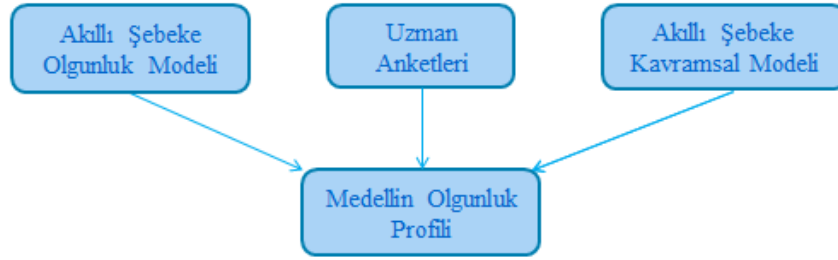 Akıllı Şebeke
Olgunluk Modeli
Uzman
Anketleri
Akıllı Şebeke
Kavramsal Modeli
Medellin Olgunluk
Profili